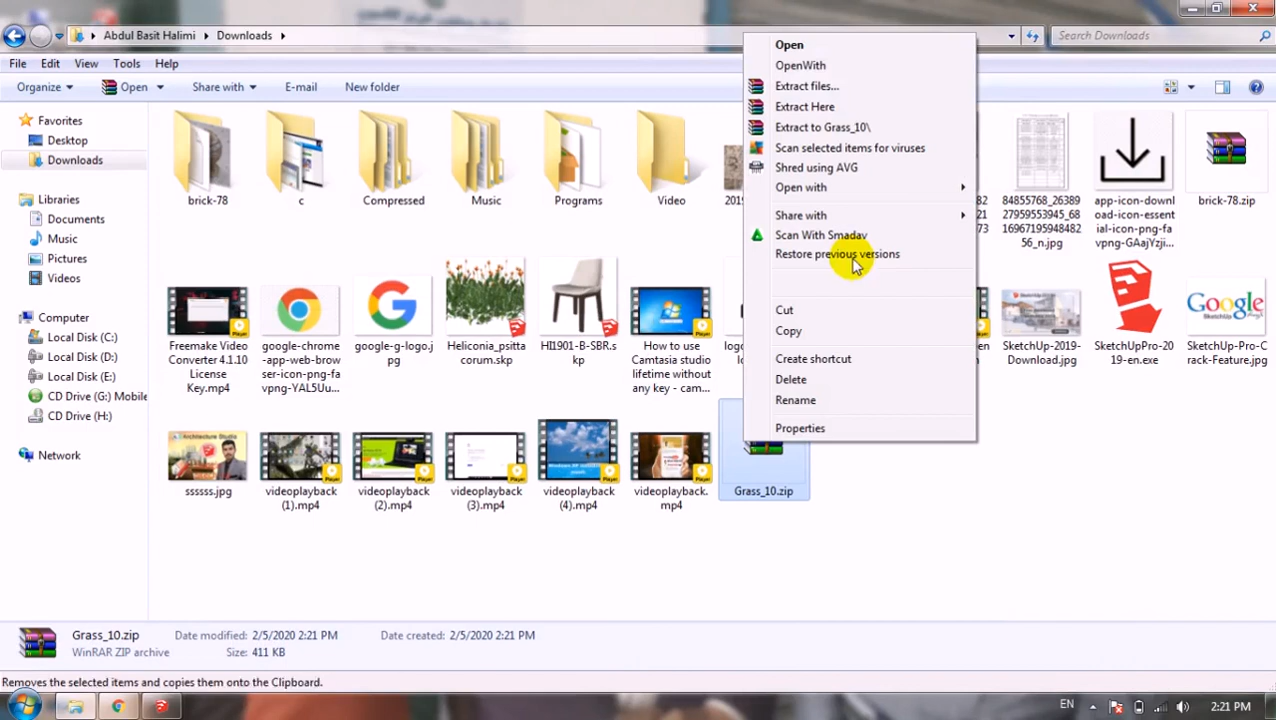 Abdul Basit Halimi
Downloads
Search Downloads
File
Edit
View
Tools
Help
Organize
Open
Share with
E-mail
New folder
Favorites
Desktop
Downloads
Libraries
Documents
Music
Pictures
Videos
Computer
Local Disk (C:)
Local Disk (D:)
Local Disk (E:)
CD Drive (G:) Mobile
CD Drive (H:)
Network
brick-78
c
Compressed
Music
Programs
Video
84855768_26389
27959553945_68
16967195948482
56_n.jpg
app-icon-downl
oad-icon-essent
ial-icon-png-fa
vpng-GAajYzji...
brick-78.zip
Freemake Video
Converter 4.1.10
License
Key.mp4
google-chrome
-app-web-brow
ser-icon-png-fa
vpng-YAL5Uu...
google-g-logo.j
pg
Heliconia_psitta
corum.skp
HI1901-B-SBR.s
kp
How to use
Camtasia studio
lifetime without
any key - cam...
SketchUp-2019-
Download.jpg
SketchUpPro-20
19-en.exe
SketchUp-Pro-C
rack-Feature.jpg
ssssss.jpg
videoplayback
(1).mp4
videoplayback
(2).mp4
videoplayback
(3).mp4
videoplayback
(4).mp4
videoplayback.
mp4
Grass_10.zip
Open
OpenWith
Extract files...
Extract Here
Extract to Grass_10\
Scan selected items for viruses
Shred using AVG
Open with
Share with
Scan With Smadav
Restore previous versions
Cut
Copy
Create shortcut
Delete
Rename
Properties
Grass_10.zip
Date modified: 2/5/2020 2:21 PM
Date created: 2/5/2020 2:21 PM
WinRAR ZIP archive
Size: 411 KB
Removes the selected items and copies them onto the Clipboard.
EN
2:21 PM